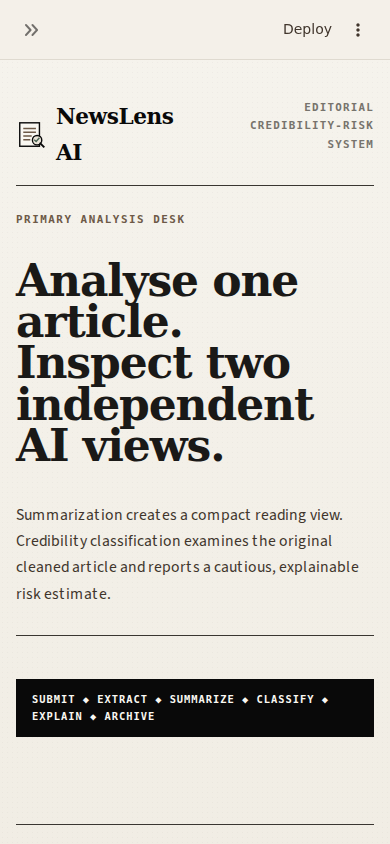 Deploy
NewsLens
AI
EDITORIAL
CREDIBILITY-RISK
SYSTEM
PRIMARY ANALYSIS DESK
Analyse one
article.
Inspect two
independent
AI views.
Summarization creates a compact reading view.
Credibility classification examines the original
cleaned article and reports a cautious, explainable
risk estimate.
SUBMIT ◆ EXTRACT ◆ SUMMARIZE ◆ CLASSIFY ◆
EXPLAIN ◆ ARCHIVE